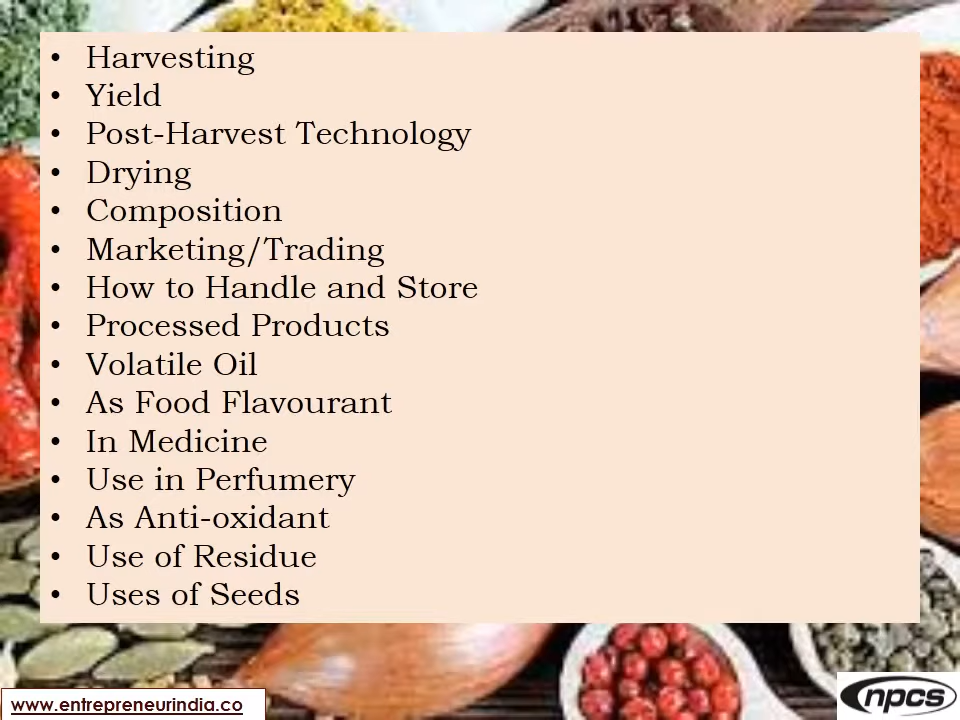 • Harvesting
• Yield
• Post-Harvest Technology
• Drying
• Composition
• Marketing/Trading
• How to Handle and Store
• Processed Products
• Volatile Oil
• As Food Flavourant
• In Medicine
• Use in Perfumery
• As Anti-oxidant
• Use of Residue
• Uses of Seeds
www.entrepreneurindia.co
npcs